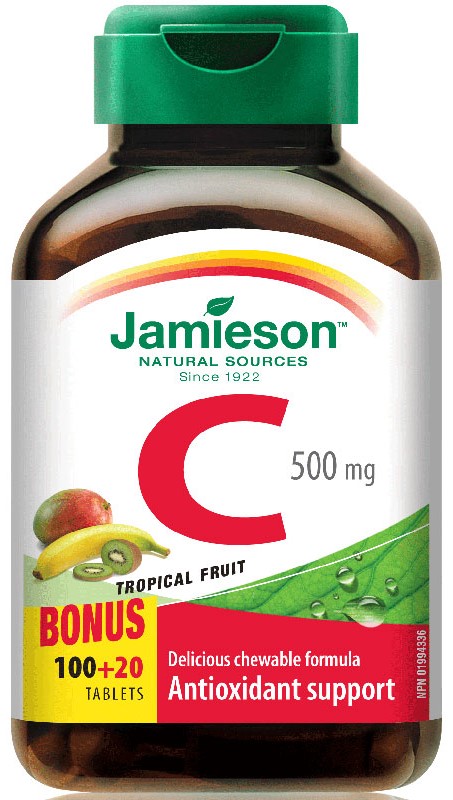 Jamieson™
NATURAL SOURCES
Since 1922
C
500 mg
TROPICAL FRUIT
BONUS
100+20
TABLETS
Delicious chewable formula
Antioxidant support
NPN 01994336